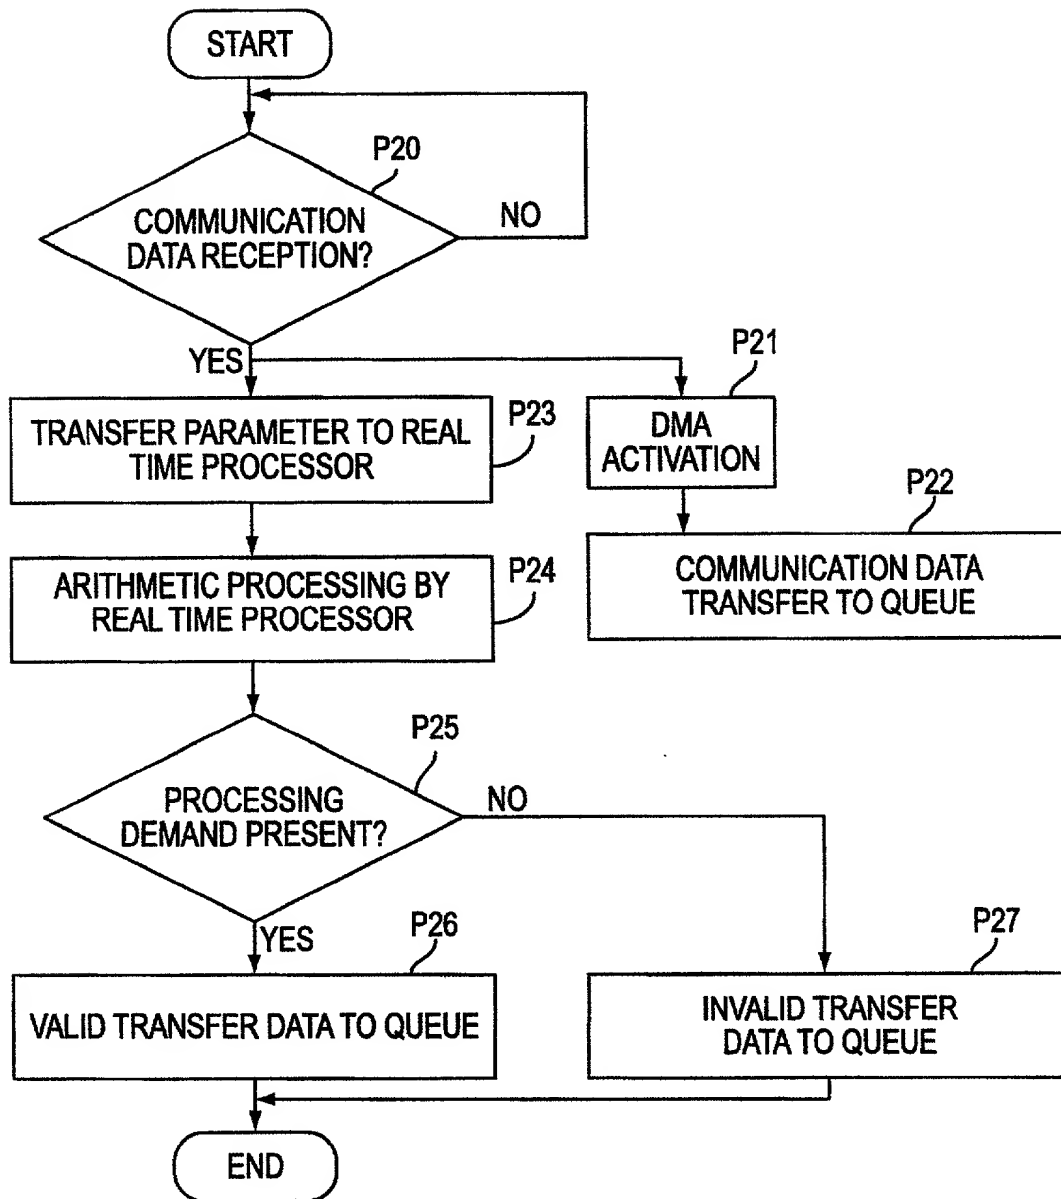 START
P20
COMMUNICATION
DATA RECEPTION?
NO
YES
P21
DMA
ACTIVATION
P23
TRANSFER PARAMETER TO REAL
TIME PROCESSOR
P22
COMMUNICATION DATA
TRANSFER TO QUEUE
P24
ARITHMETIC PROCESSING BY
REAL TIME PROCESSOR
P25
PROCESSING
DEMAND PRESENT?
NO
YES
P26
VALID TRANSFER DATA TO QUEUE
P27
INVALID TRANSFER
DATA TO QUEUE
END